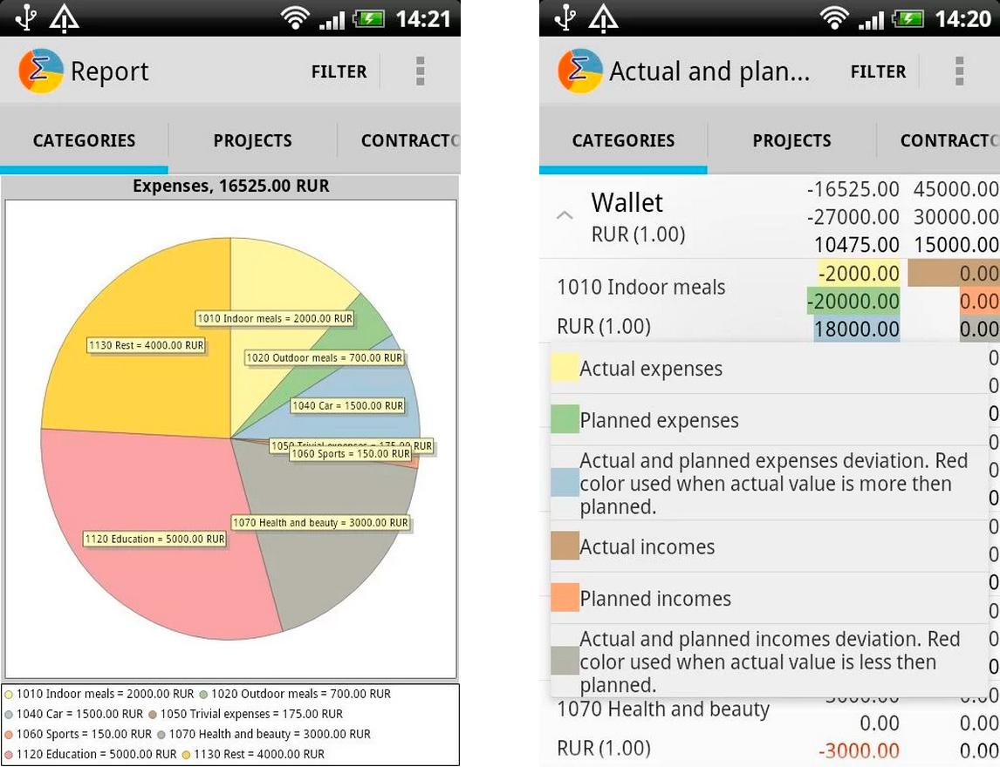 14:21
Report
FILTER
CATEGORIES
PROJECTS
CONTRACTO
Expenses, 16525.00 RUR
1010 Indoor meals = 2000.00 RUR
1130 Rest = 4000.00 RUR
1020 Outdoor meals = 700.00 RUR
1040 Car = 1500.00 RUR
1050 Trivial expenses = 175.00 RUR
1060 Sports = 150.00 RUR
1070 Health and beauty = 3000.00 RUR
1120 Education = 5000.00 RUR
1010 Indoor meals = 2000.00 RUR 1020 Outdoor meals = 700.00 RUR
1040 Car = 1500.00 RUR 1050 Trivial expenses = 175.00 RUR
1060 Sports = 150.00 RUR 1070 Health and beauty = 3000.00 RUR
1120 Education = 5000.00 RUR 1130 Rest = 4000.00 RUR
14:20
Actual and plan...
FILTER
CATEGORIES
PROJECTS
CONTRACTO
Wallet
RUR (1.00)
-16525.00 45000.00
-27000.00 30000.00
10475.00 15000.00
1010 Indoor meals
RUR (1.00)
-2000.00 0.00
-20000.00 0.00
18000.00 0.00
Actual expenses
Planned expenses
Actual and planned expenses deviation. Red
color used when actual value is more then
planned.
Actual incomes
Planned incomes
Actual and planned incomes deviation. Red
color used when actual value is less then
planned.
1070 Health and beauty
RUR (1.00)
-3000.00 0.00
0.00 0.00
-3000.00 0.00